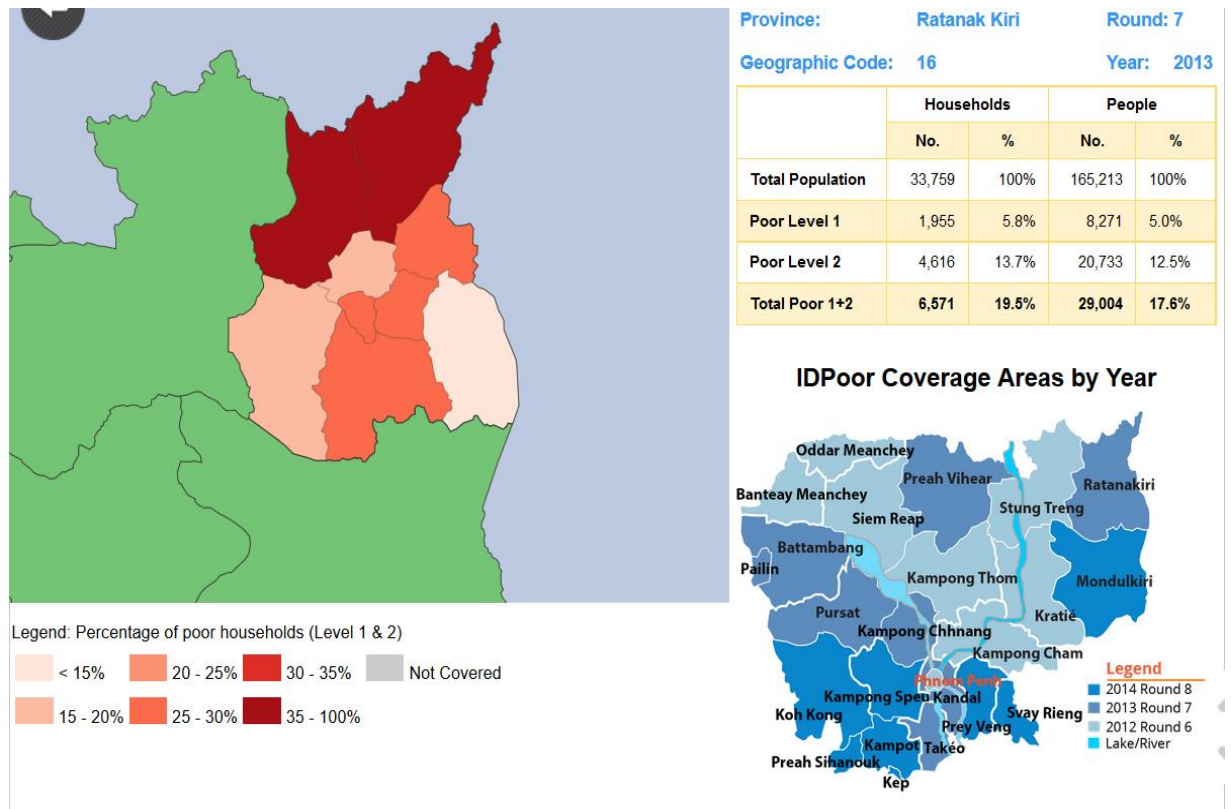 Province: Ratanak Kiri Round: 7
Geographic Code: 16 Year: 2013
Households People
No. % No. %
Total Population 33,759 100% 165,213 100%
Poor Level 1 1,955 5.8% 8,271 5.0%
Poor Level 2 4,616 13.7% 20,733 12.5%
Total Poor 1+2 6,571 19.5% 29,004 17.6%
Legend: Percentage of poor households (Level 1 & 2)
< 15% 20 - 25% 30 - 35% Not Covered
15 - 20% 25 - 30% 35 - 100%
IDPoor Coverage Areas by Year
Oddar Meanchey
Preah Vihear
Ratanakiri
Banteay Meanchey
Stung Treng
Siem Reap
Battambang
Pailin
Kampong Thom
Mondulkiri
Pursat
Kratié
Kampong Chhnang
Kampong Cham
Phnom Penh
Kampong Speu
Kandal
Koh Kong
Prey Veng
Svay Rieng
Kampot
Takéo
Preah Sihanouk
Kep
Legend
2014 Round 8
2013 Round 7
2012 Round 6
Lake/River